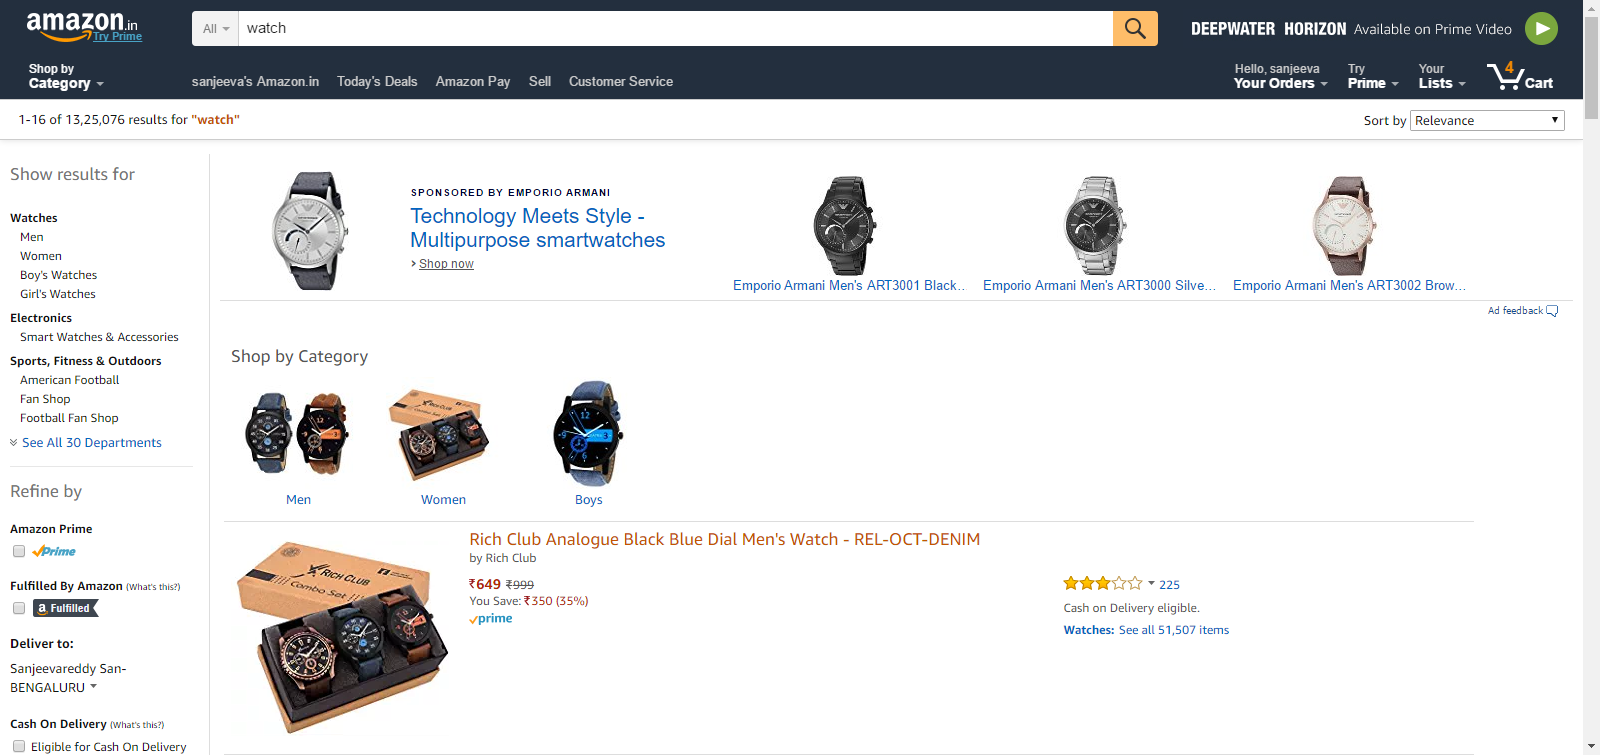 amazon.in
Try Prime
All
watch
DEEPWATER HORIZON Available on Prime Video
Shop by
Category
sanjeeva's Amazon.in
Today's Deals
Amazon Pay
Sell
Customer Service
Hello, sanjeeva
Your Orders
Try
Prime
Your
Lists
4
Cart
1-16 of 13,25,076 results for "watch"
Sort by Relevance
Show results for
Watches
Men
Women
Boy's Watches
Girl's Watches
Electronics
Smart Watches & Accessories
Sports, Fitness & Outdoors
American Football
Fan Shop
Football Fan Shop
See All 30 Departments
Refine by
Amazon Prime
Prime
Fulfilled By Amazon (What's this?)
a Fulfilled
Deliver to:
Sanjeevareddy San-
BENGALURU
Cash On Delivery (What's this?)
Eligible for Cash On Delivery
SPONSORED BY EMPORIO ARMANI
Technology Meets Style -
Multipurpose smartwatches
› Shop now
Emporio Armani Men's ART3001 Black...
Emporio Armani Men's ART3000 Silve...
Emporio Armani Men's ART3002 Brow...
Ad feedback
Shop by Category
RICH CLUB
Men
Women
Boys
RICH CLUB
Combo Set !!!
Rich Club Analogue Black Blue Dial Men's Watch - REL-OCT-DENIM
by Rich Club
₹649 ₹999
You Save: ₹350 (35%)
prime
225
Cash on Delivery eligible.
Watches: See all 51,507 items